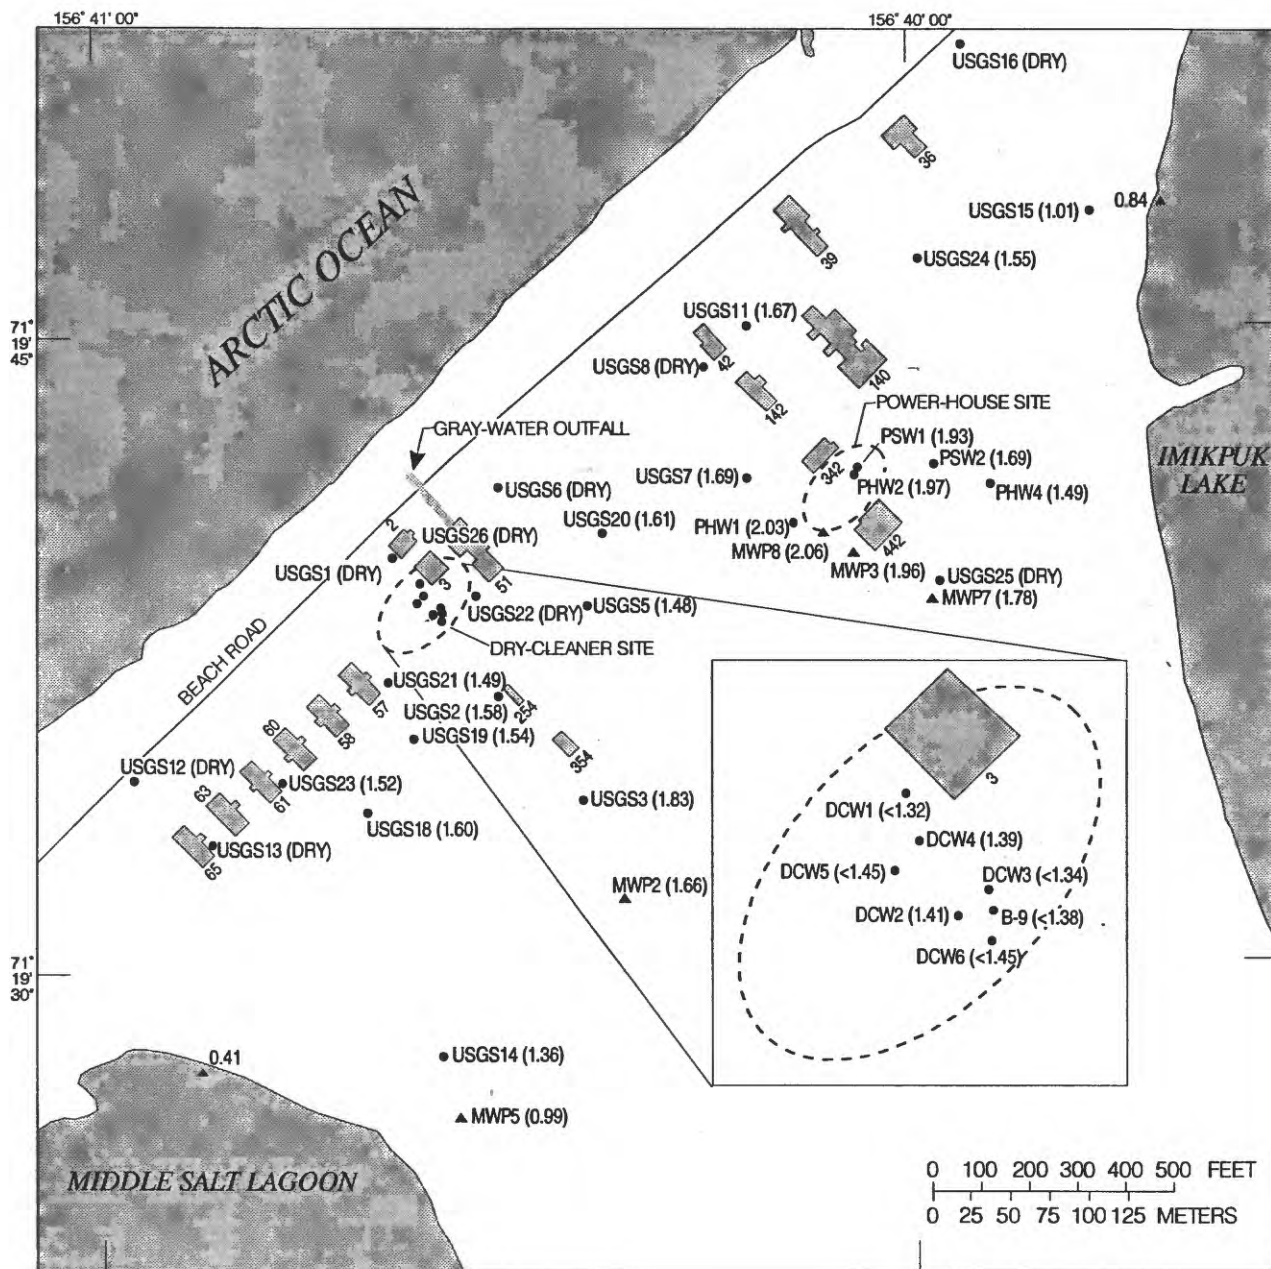 156° 41' 00"
156° 40' 00"
USGS16 (DRY)
36
0.84
USGS15 (1.01)
39
USGS24 (1.55)
ARCTIC OCEAN
USGS11 (1.67)
71°
19'
45"
42
USGS8 (DRY)
140
142
POWER-HOUSE SITE
GRAY-WATER OUTFALL
PSW1 (1.93)
PSW2 (1.69)
IMIKPUK
LAKE
342
USGS7 (1.69)
PHW2 (1.97)
PHW4 (1.49)
USGS6 (DRY)
USGS20 (1.61)
PHW1 (2.03)
2
USGS26 (DRY)
442
MWP8 (2.06)
MWP3 (1.96)
USGS1 (DRY)
3
51
USGS25 (DRY)
MWP7 (1.78)
USGS22 (DRY)
USGS5 (1.48)
BEACH ROAD
DRY-CLEANER SITE
USGS21 (1.49)
57
254
USGS2 (1.58)
58
USGS19 (1.54)
60
354
USGS12 (DRY)
61
USGS23 (1.52)
63
USGS3 (1.83)
USGS18 (1.60)
USGS13 (DRY)
65
MWP2 (1.66)
3
DCW1 (<1.32)
DCW4 (1.39)
DCW5 (<1.45)
DCW3 (<1.34)
DCW2 (1.41)
B-9 (<1.38)
DCW6 (<1.45)
71°
19'
30"
0.41
USGS14 (1.36)
MWP5 (0.99)
MIDDLE SALT LAGOON
0 100 200 300 400 500 FEET
0 25 50 75 100 125 METERS